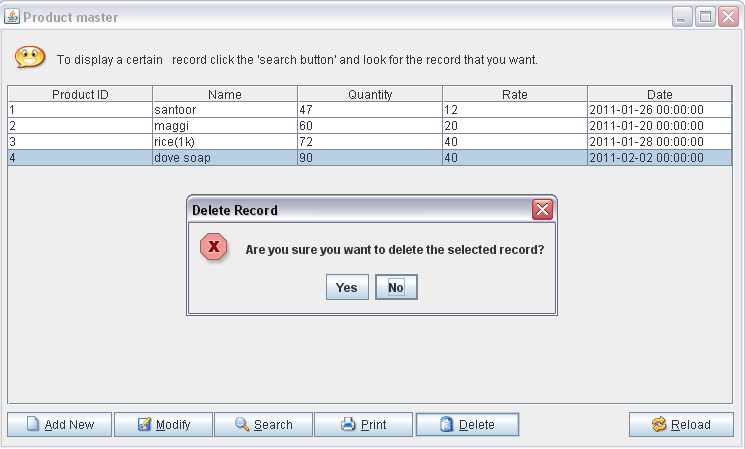 Product master
To display a certain record click the 'search button' and look for the record that you want.
Product ID Name Quantity Rate Date
1 santoor 47 12 2011-01-26 00:00:00
2 maggi 60 20 2011-01-20 00:00:00
3 rice(1k) 72 40 2011-01-28 00:00:00
4 dove soap 90 40 2011-02-02 00:00:00
Delete Record
Are you sure you want to delete the selected record?
Yes No
Add New Modify Search Print Delete Reload